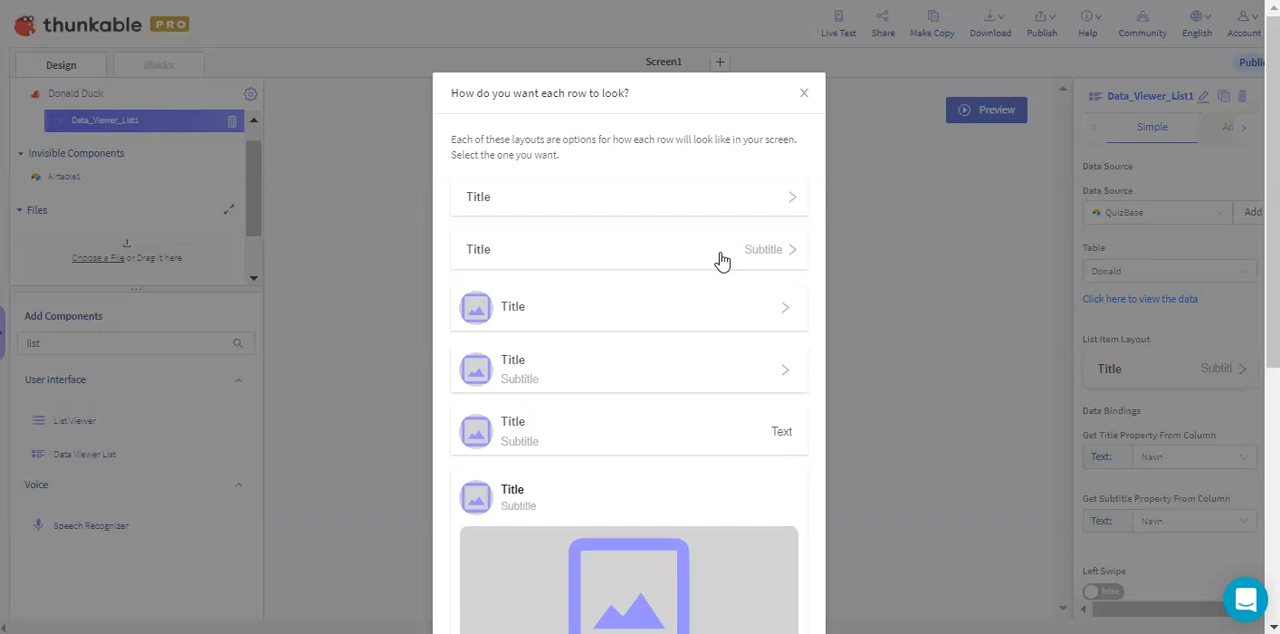 thunkable PRO
Live Test
Share
Make Copy
Download
Publish
Help
Community
English
Account
Design
Blocks
Screen1
Donald Duck
Data_Viewer_List1
Invisible Components
Airtable1
Files
Choose a File or Drag it here
Add Components
list
User Interface
List Viewer
Data Viewer List
Voice
Speech Recognizer
How do you want each row to look?
Each of these layouts are options for how each row will look like in your screen.
Select the one you want.
Title
Title Subtitle
Title
Title
Subtitle
Title
Subtitle Text
Title
Subtitle
Preview
Data_Viewer_List1
Simple
Data Source
Data Source
QuizBase Add
Table
Donald
Click here to view the data
List Item Layout
Title Subtitl
Data Bindings
Get Title Property From Column
Text: Navn
Get Subtitle Property From Column
Text: Navn
Left Swipe
false